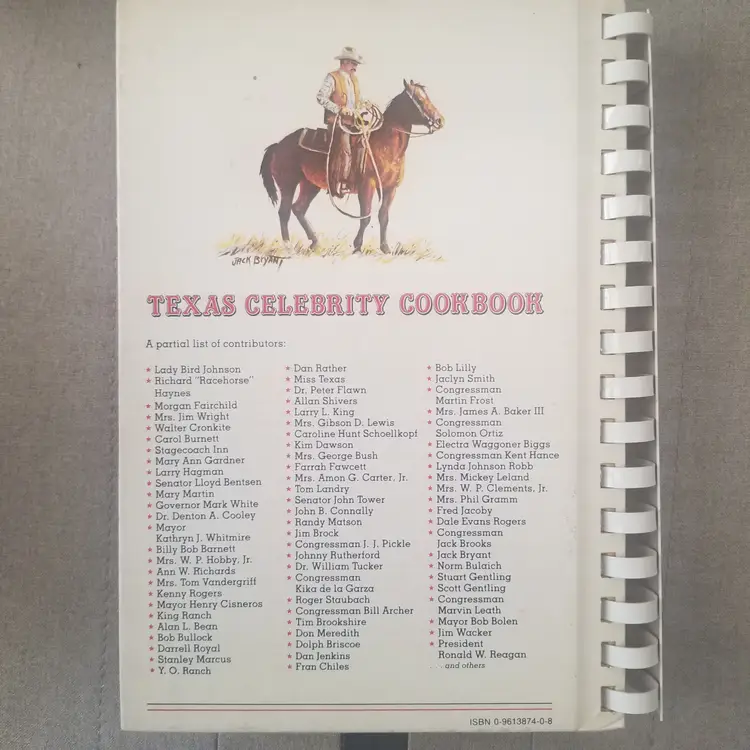 JACK BRYANT
TEXAS CELEBRITY COOKBOOK
A partial list of contributors:
★ Lady Bird Johnson
★ Richard "Racehorse"
Haynes
★ Morgan Fairchild
★ Mrs. Jim Wright
★ Walter Cronkite
★ Carol Burnett
★ Stagecoach Inn
★ Mary Ann Gardner
★ Larry Hagman
★ Senator Lloyd Bentsen
★ Mary Martin
★ Governor Mark White
★ Dr. Denton A. Cooley
★ Mayor
Kathryn J. Whitmire
★ Billy Bob Barnett
★ Mrs. W. P. Hobby, Jr.
★ Ann W. Richards
★ Mrs. Tom Vandergriff
★ Kenny Rogers
★ Mayor Henry Cisneros
★ King Ranch
★ Alan L. Bean
★ Bob Bullock
★ Darrell Royal
★ Stanley Marcus
★ Y. O. Ranch
★ Dan Rather
★ Miss Texas
★ Dr. Peter Flawn
★ Allan Shivers
★ Larry L. King
★ Mrs. Gibson D. Lewis
★ Caroline Hunt Schoellkopf
★ Kim Dawson
★ Mrs. George Bush
★ Farrah Fawcett
★ Mrs. Amon G. Carter, Jr.
★ Tom Landry
★ Senator John Tower
★ John B. Connally
★ Randy Matson
★ Jim Brock
★ Congressman J. J. Pickle
★ Johnny Rutherford
★ Dr. William Tucker
★ Congressman
Kika de la Garza
★ Roger Staubach
★ Congressman Bill Archer
★ Tim Brookshire
★ Don Meredith
★ Dolph Briscoe
★ Dan Jenkins
★ Fran Chiles
★ Bob Lilly
★ Jaclyn Smith
★ Congressman
Martin Frost
★ Mrs. James A. Baker III
★ Congressman
Solomon Ortiz
★ Electra Waggoner Biggs
★ Congressman Kent Hance
★ Lynda Johnson Robb
★ Mrs. Mickey Leland
★ Mrs. W. P. Clements, Jr.
★ Mrs. Phil Gramm
★ Fred Jacoby
★ Dale Evans Rogers
★ Congressman
Jack Brooks
★ Jack Bryant
★ Norm Bulaich
★ Stuart Gentling
★ Scott Gentling
★ Congressman
Marvin Leath
★ Mayor Bob Bolen
★ Jim Wacker
★ President
Ronald W. Reagan
. . . and others
ISBN 0-9613874-0-8